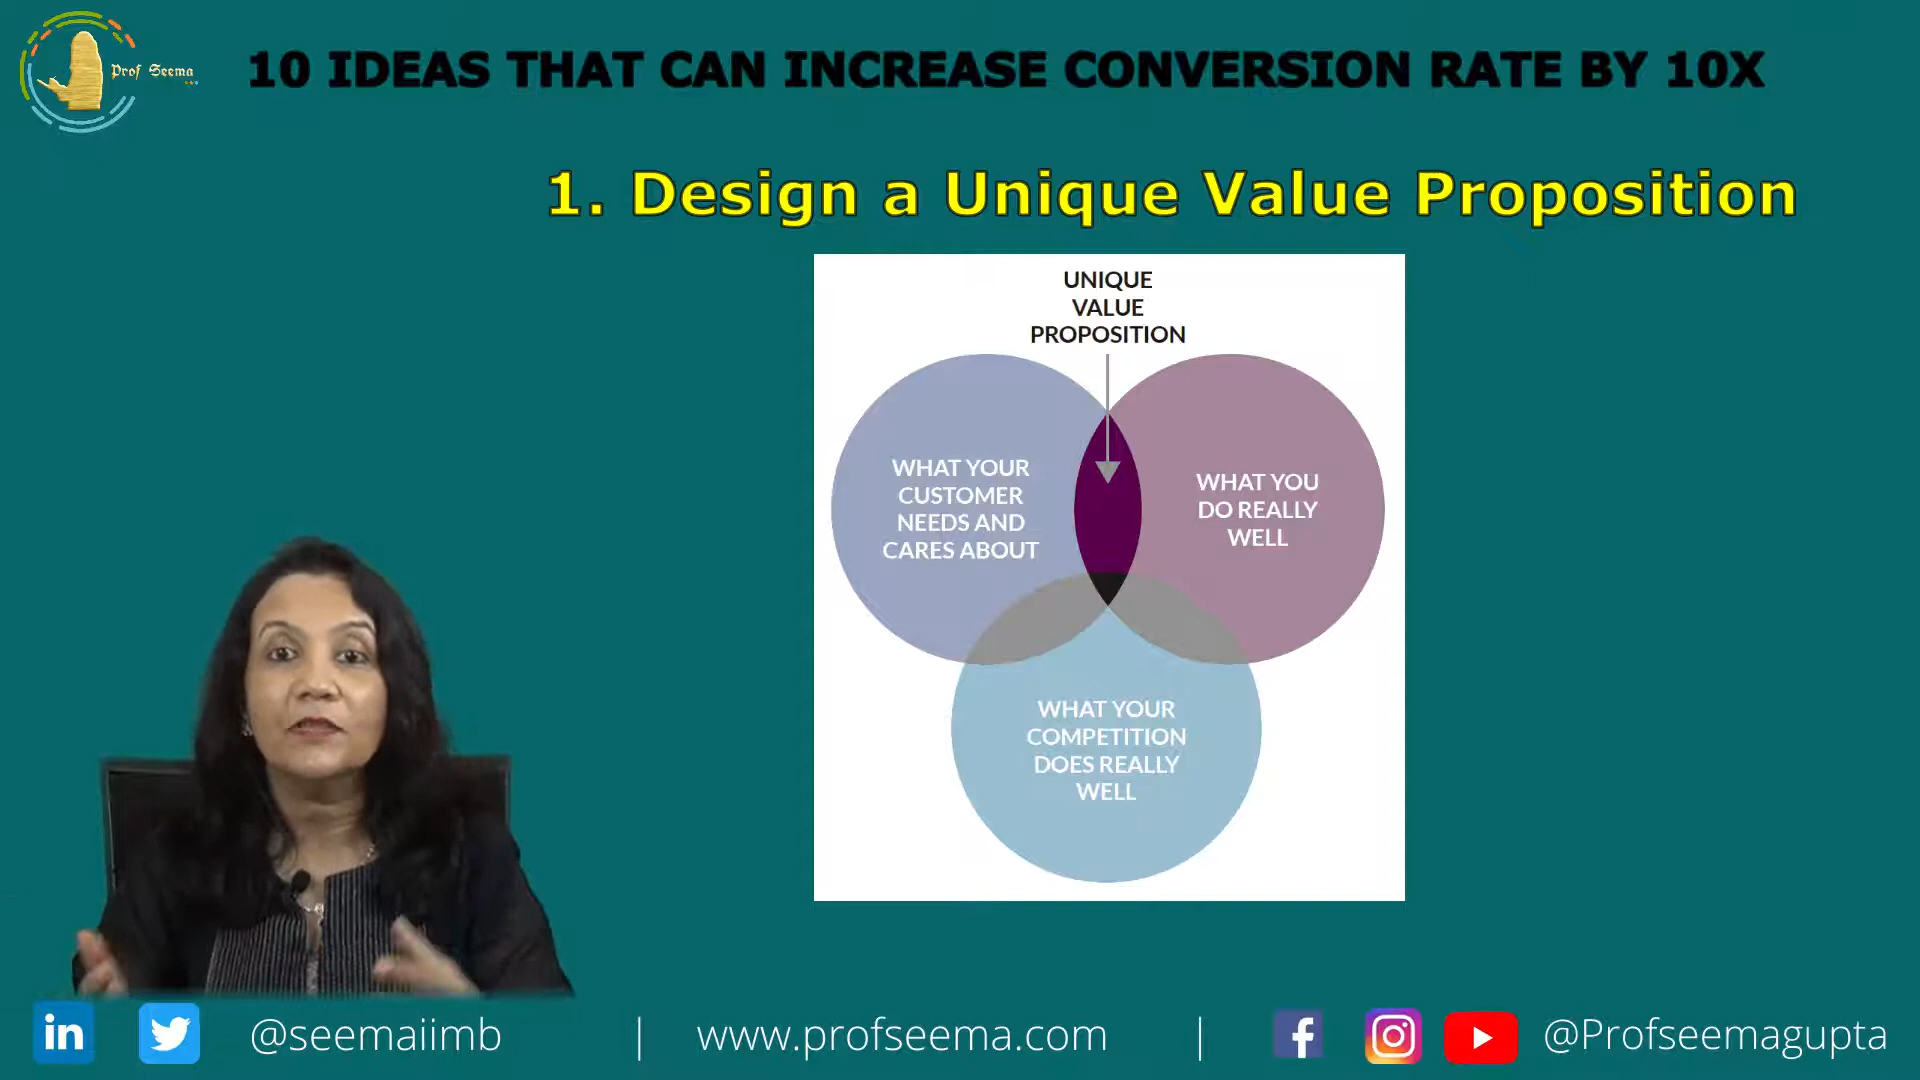 Prof Seema
10 IDEAS THAT CAN INCREASE CONVERSION RATE BY 10X
1. Design a Unique Value Proposition
UNIQUE
VALUE
PROPOSITION
WHAT YOUR
CUSTOMER
NEEDS AND
CARES ABOUT
WHAT YOU
DO REALLY
WELL
WHAT YOUR
COMPETITION
DOES REALLY
WELL
in
@seemaiimb | www.profseema.com | f @Profseemagupta